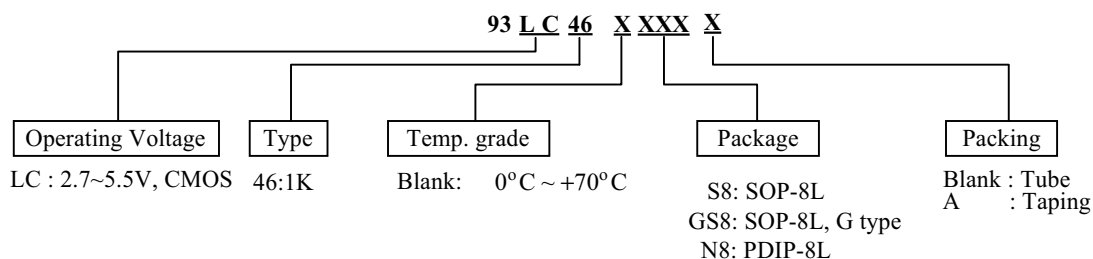 93 LC 46 X XXX X
Operating Voltage
LC : 2.7~5.5V, CMOS
Type
46:1K
Temp. grade
Blank: 0°C ~ +70°C
Package
S8: SOP-8L
GS8: SOP-8L, G type
N8: PDIP-8L
Packing
Blank : Tube
A : Taping